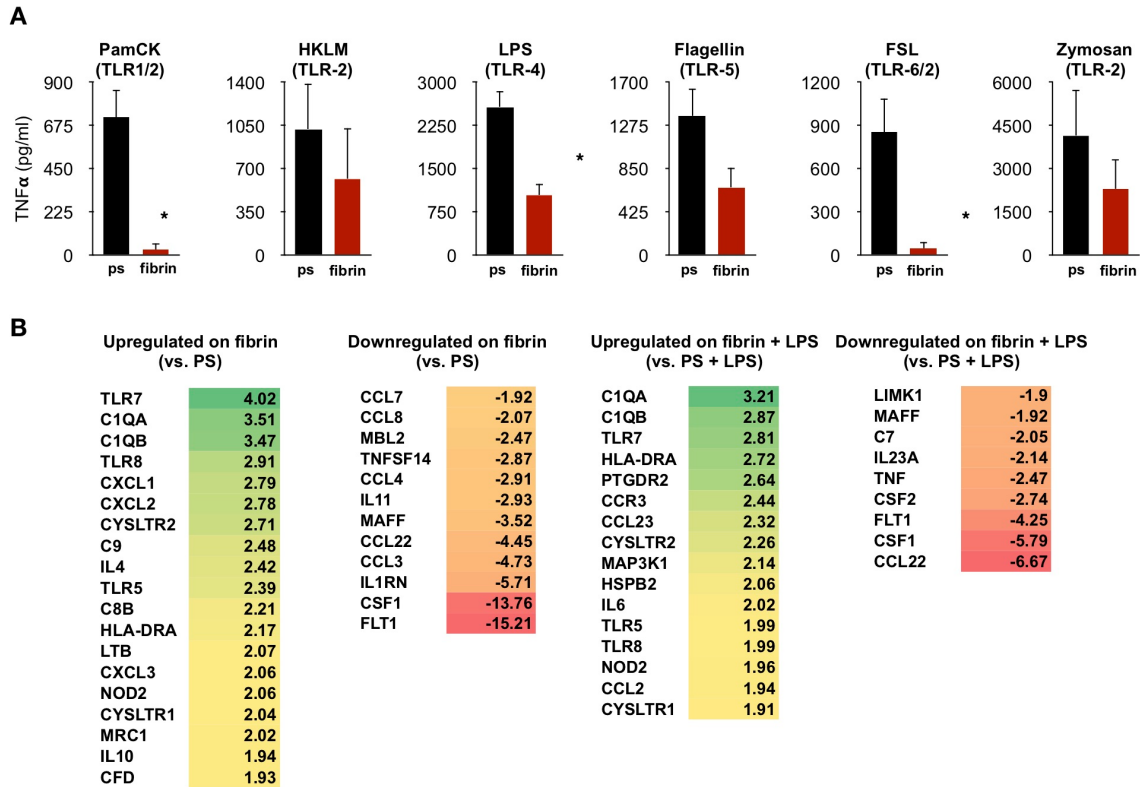 A
PamCK
(TLR1/2)
HKLM
(TLR-2)
LPS
(TLR-4)
Flagellin
(TLR-5)
FSL
(TLR-6/2)
Zymosan
(TLR-2)
TNFα (pg/ml)
900
675
450
225
0
*
ps fibrin
1400
1050
700
350
0
ps fibrin
3000
2250
1500
750
0
*
ps fibrin
1700
1275
850
425
0
ps fibrin
1200
900
600
300
0
*
ps fibrin
6000
4500
3000
1500
0
ps fibrin
B
Upregulated on fibrin
(vs. PS)
TLR7 4.02
C1QA 3.51
C1QB 3.47
TLR8 2.91
CXCL1 2.79
CXCL2 2.78
CYSLTR2 2.71
C9 2.48
IL4 2.42
TLR5 2.39
C8B 2.21
HLA-DRA 2.17
LTB 2.07
CXCL3 2.06
NOD2 2.06
CYSLTR1 2.04
MRC1 2.02
IL10 1.94
CFD 1.93
Downregulated on fibrin
(vs. PS)
CCL7 -1.92
CCL8 -2.07
MBL2 -2.47
TNFSF14 -2.87
CCL4 -2.91
IL11 -2.93
MAFF -3.52
CCL22 -4.45
CCL3 -4.73
IL1RN -5.71
CSF1 -13.76
FLT1 -15.21
Upregulated on fibrin + LPS
(vs. PS + LPS)
C1QA 3.21
C1QB 2.87
TLR7 2.81
HLA-DRA 2.72
PTGDR2 2.64
CCR3 2.44
CCL23 2.32
CYSLTR2 2.26
MAP3K1 2.14
HSPB2 2.06
IL6 2.02
TLR5 1.99
TLR8 1.99
NOD2 1.96
CCL2 1.94
CYSLTR1 1.91
Downregulated on fibrin + LPS
(vs. PS + LPS)
LIMK1 -1.9
MAFF -1.92
C7 -2.05
IL23A -2.14
TNF -2.47
CSF2 -2.74
FLT1 -4.25
CSF1 -5.79
CCL22 -6.67